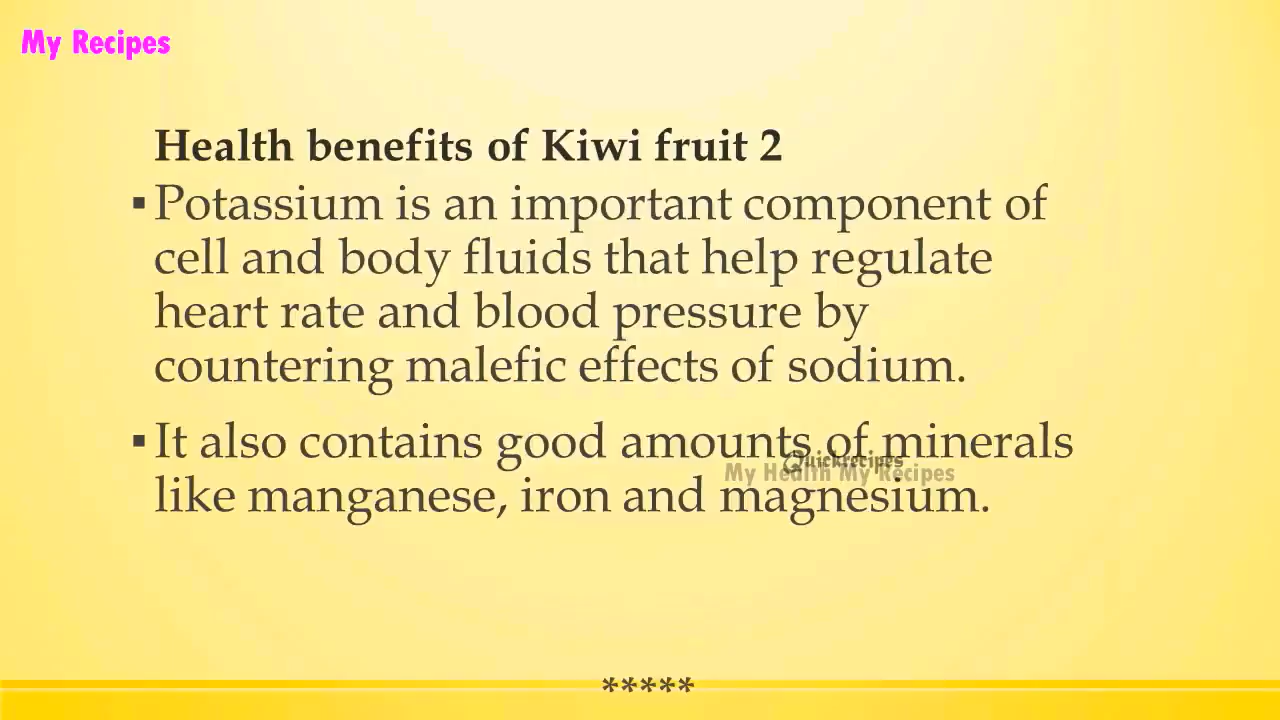 My Recipes
Health benefits of Kiwi fruit 2
▪Potassium is an important component of
cell and body fluids that help regulate
heart rate and blood pressure by
countering malefic effects of sodium.
▪It also contains good amounts of minerals
Quickrecipes
My Health My Recipes
like manganese, iron and magnesium.
*****